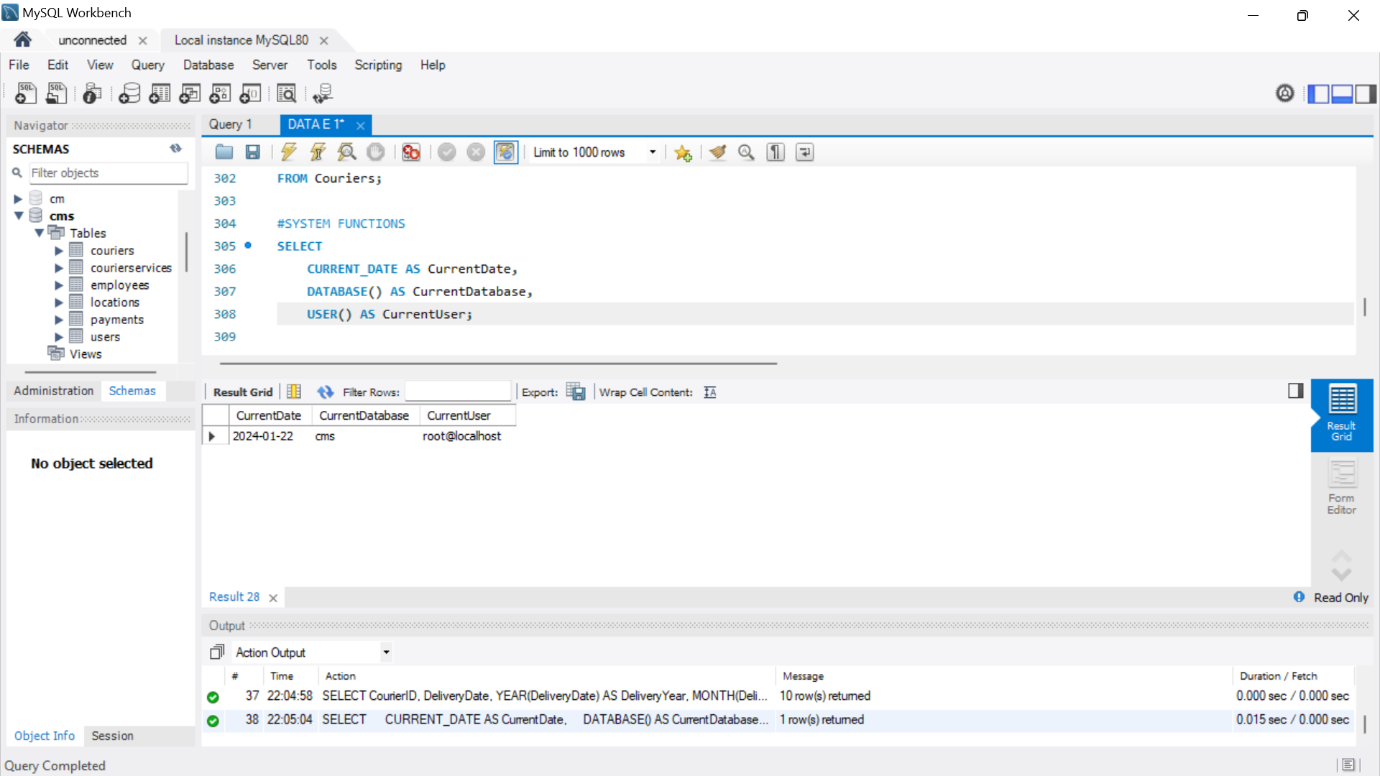 MySQL Workbench
unconnected
Local instance MySQL80
File Edit View Query Database Server Tools Scripting Help
Navigator
SCHEMAS
Filter objects
cm
cms
Tables
couriers
courierservices
employees
locations
payments
users
Views
Administration Schemas
Information
No object selected
Object Info Session
Query 1 DATA E 1*
Limit to 1000 rows
302 FROM Couriers;
303
304 #SYSTEM FUNCTIONS
305 SELECT
306 CURRENT_DATE AS CurrentDate,
307 DATABASE() AS CurrentDatabase,
308 USER() AS CurrentUser;
309
Result Grid Filter Rows: Export: Wrap Cell Content:
CurrentDate CurrentDatabase CurrentUser
2024-01-22 cms root@localhost
Result
Grid
Form
Editor
Result 28
Read Only
Output
Action Output
# Time Action Message Duration / Fetch
37 22:04:58 SELECT CourierID, DeliveryDate, YEAR(DeliveryDate) AS DeliveryYear, MONTH(Deli... 10 row(s) returned 0.000 sec / 0.000 sec
38 22:05:04 SELECT CURRENT_DATE AS CurrentDate, DATABASE() AS CurrentDatabase... 1 row(s) returned 0.015 sec / 0.000 sec
Query Completed